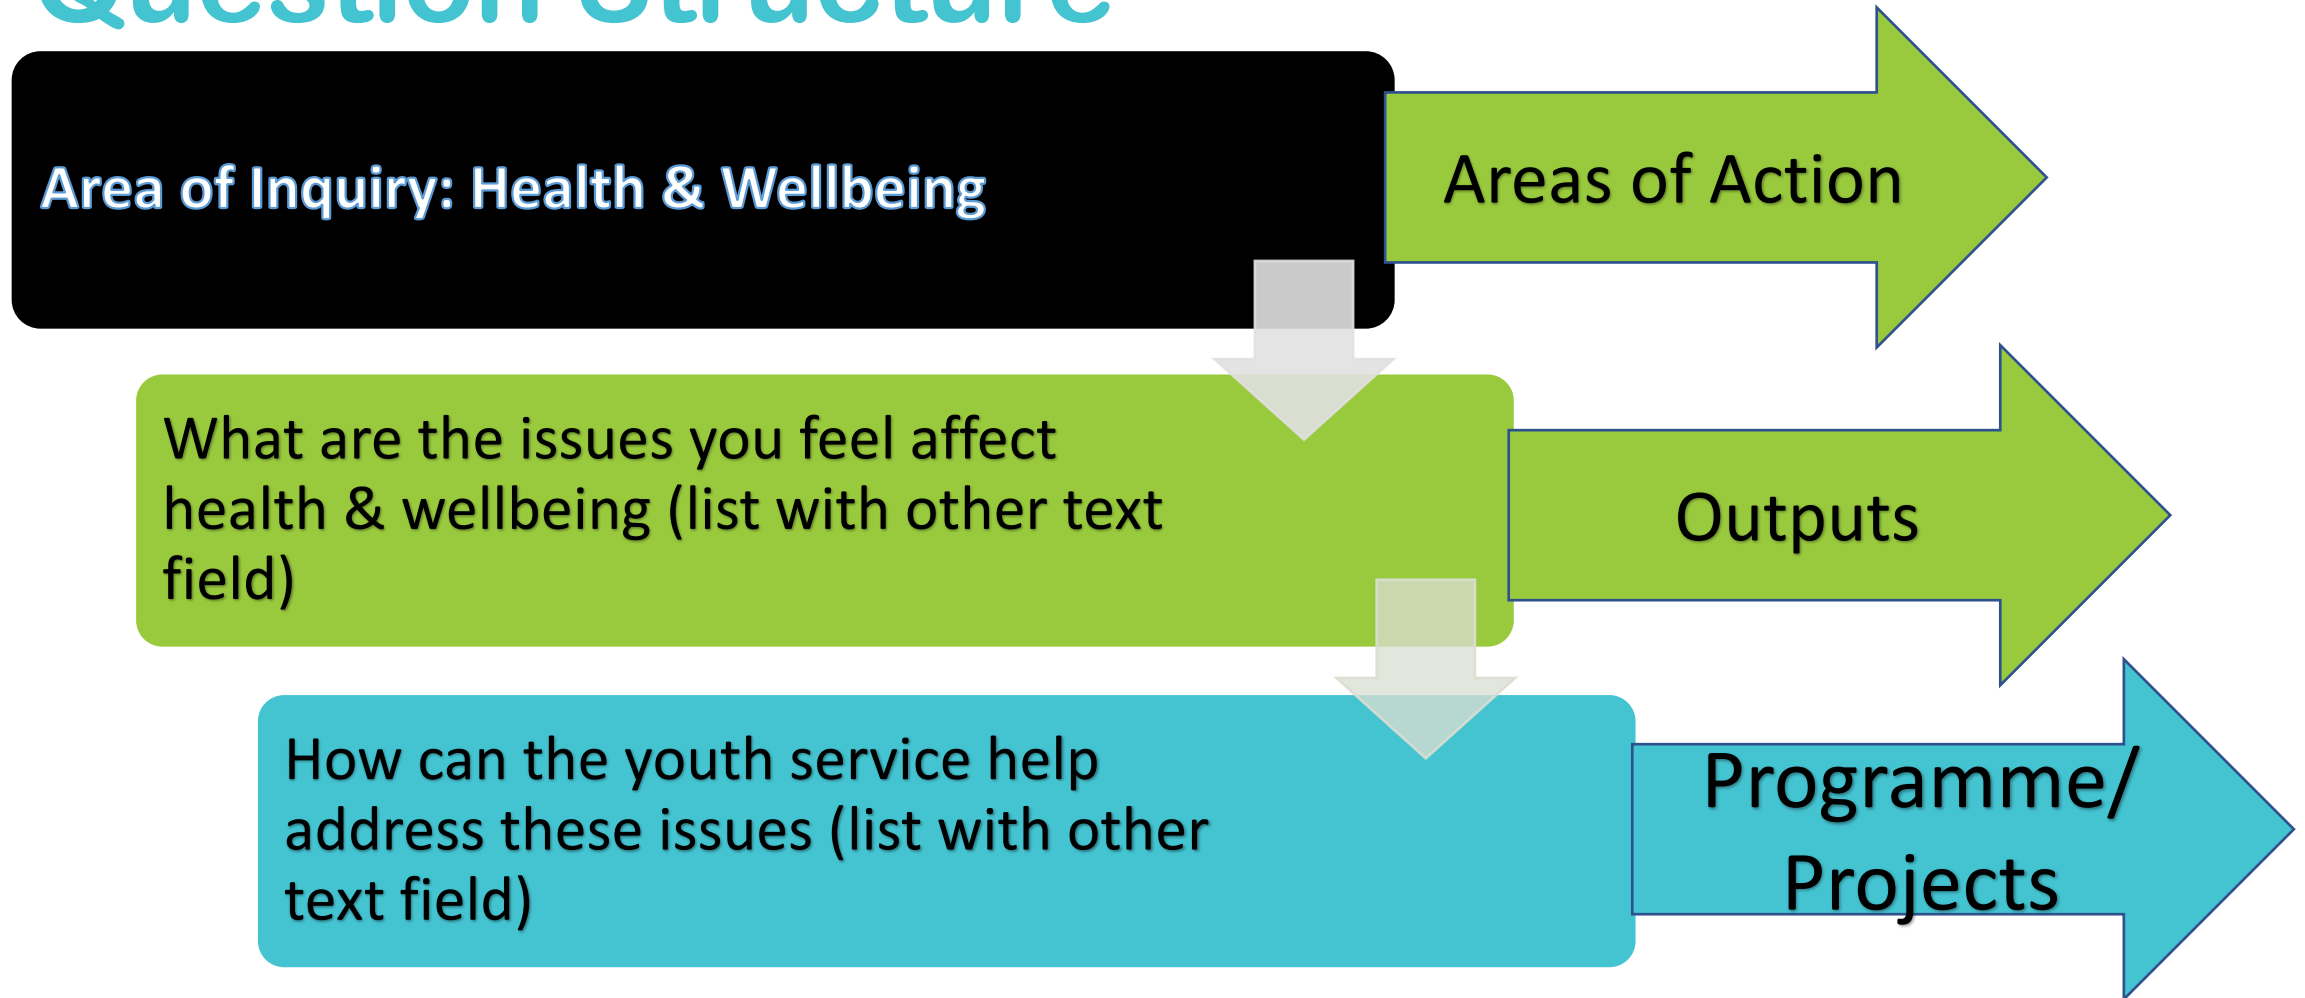 Question Structure
Area of Inquiry: Health & Wellbeing
Areas of Action
What are the issues you feel affect
health & wellbeing (list with other text
field)
Outputs
How can the youth service help
address these issues (list with other
text field)
Programme/
Projects